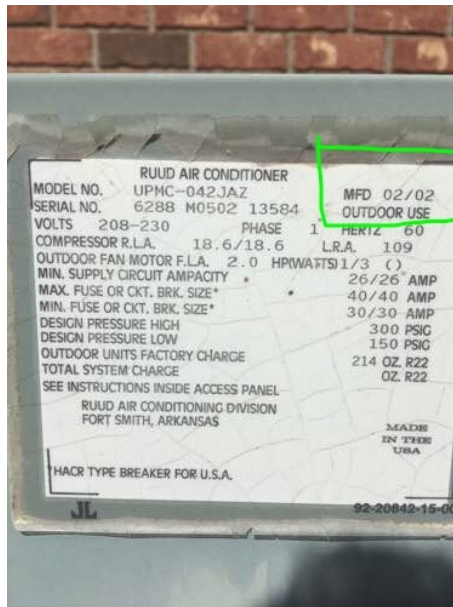 RUUD AIR CONDITIONER
MODEL NO. UPMC-042JAZ MFD 02/02
SERIAL NO. 6288 M0502 13584 OUTDOOR USE
VOLTS 208-230 PHASE 1 HERTZ 60
COMPRESSOR R.L.A. 18.6/18.6 L.R.A. 109
OUTDOOR FAN MOTOR F.L.A. 2.0 HP(WATTS) 1/3 ()
MIN. SUPPLY CIRCUIT AMPACITY 26/26 AMP
MAX. FUSE OR CKT. BRK. SIZE* 40/40 AMP
MIN. FUSE OR CKT. BRK. SIZE* 30/30 AMP
DESIGN PRESSURE HIGH 300 PSIG
DESIGN PRESSURE LOW 150 PSIG
OUTDOOR UNITS FACTORY CHARGE 214 OZ. R22
TOTAL SYSTEM CHARGE OZ. R22
SEE INSTRUCTIONS INSIDE ACCESS PANEL
RUUD AIR CONDITIONING DIVISION
FORT SMITH, ARKANSAS
MADE
IN THE
USA
*HACR TYPE BREAKER FOR U.S.A.
92-20842-15-00